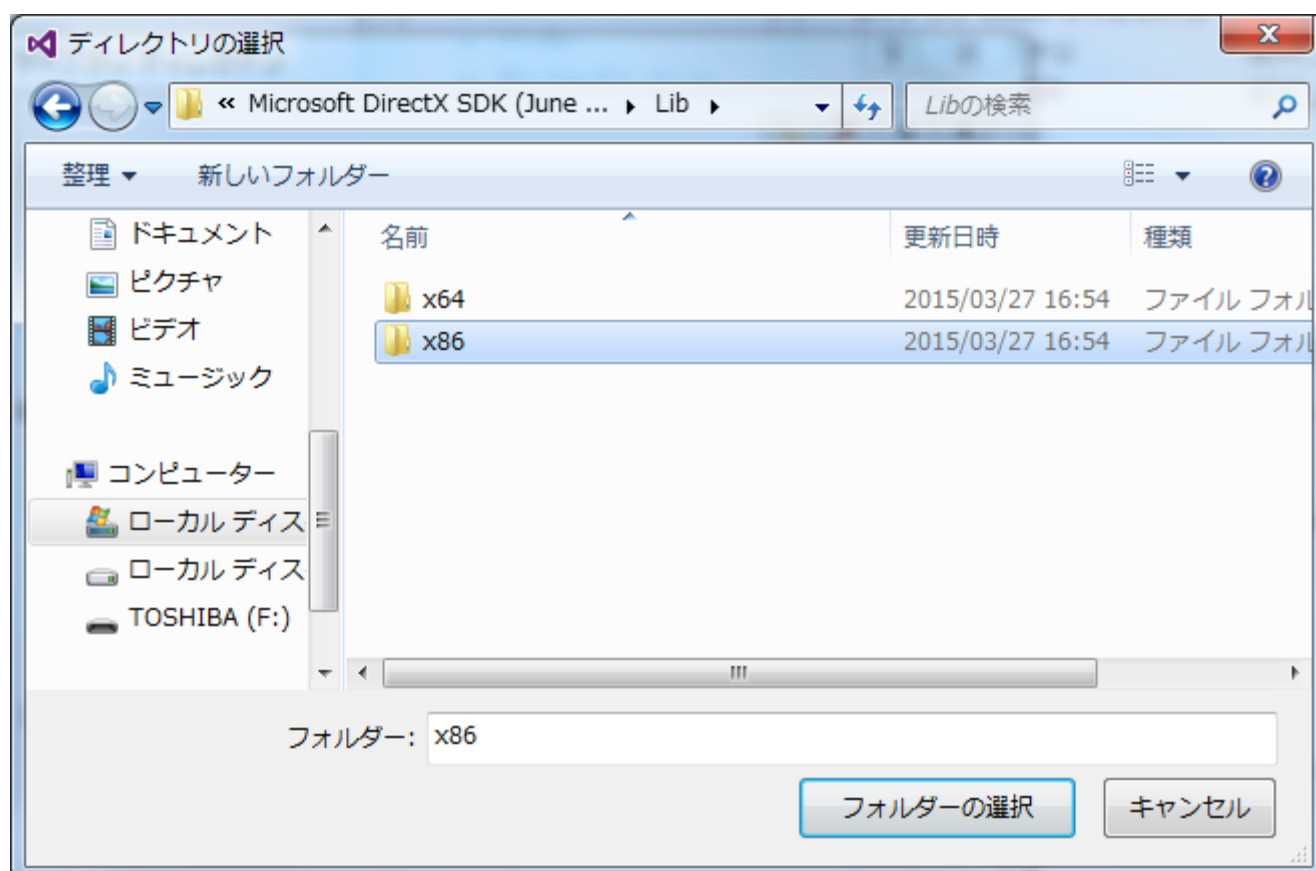 ディレクトリの選択
« Microsoft DirectX SDK (June ... ▸ Lib ▸
Libの検索
整理 ▼ 新しいフォルダー
ドキュメント
ピクチャ
ビデオ
ミュージック
コンピューター
ローカル ディス
ローカル ディス
TOSHIBA (F:)
名前 更新日時 種類
x64 2015/03/27 16:54 ファイル フォル
x86 2015/03/27 16:54 ファイル フォル
フォルダー: x86
フォルダーの選択 キャンセル